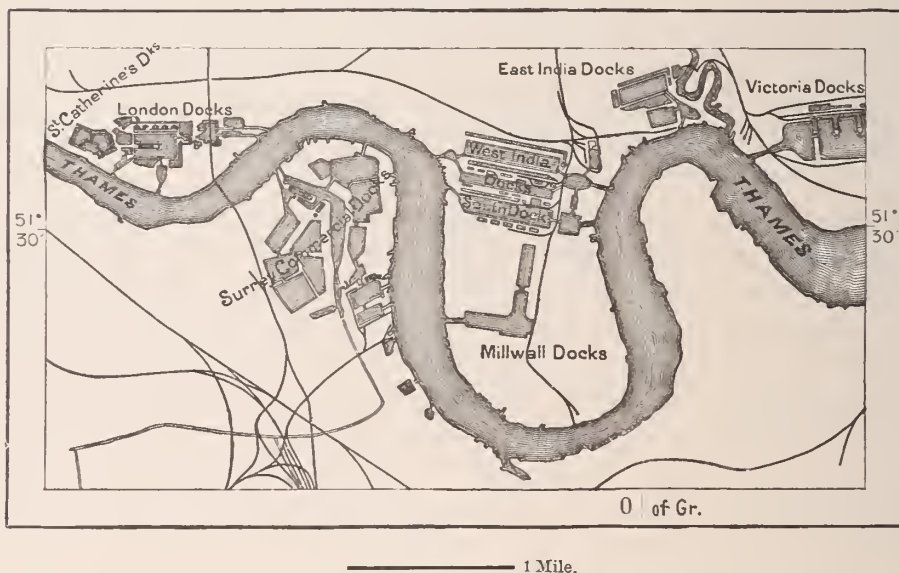 St. Catherine's Dks
London Docks
East India Docks
Victoria Docks
THAMES
West India
Docks
South Docks
THAMES
51°
30'
51°
30'
Surrey Commercial Docks
Millwall Docks
0 of Gr.
1 Mile.